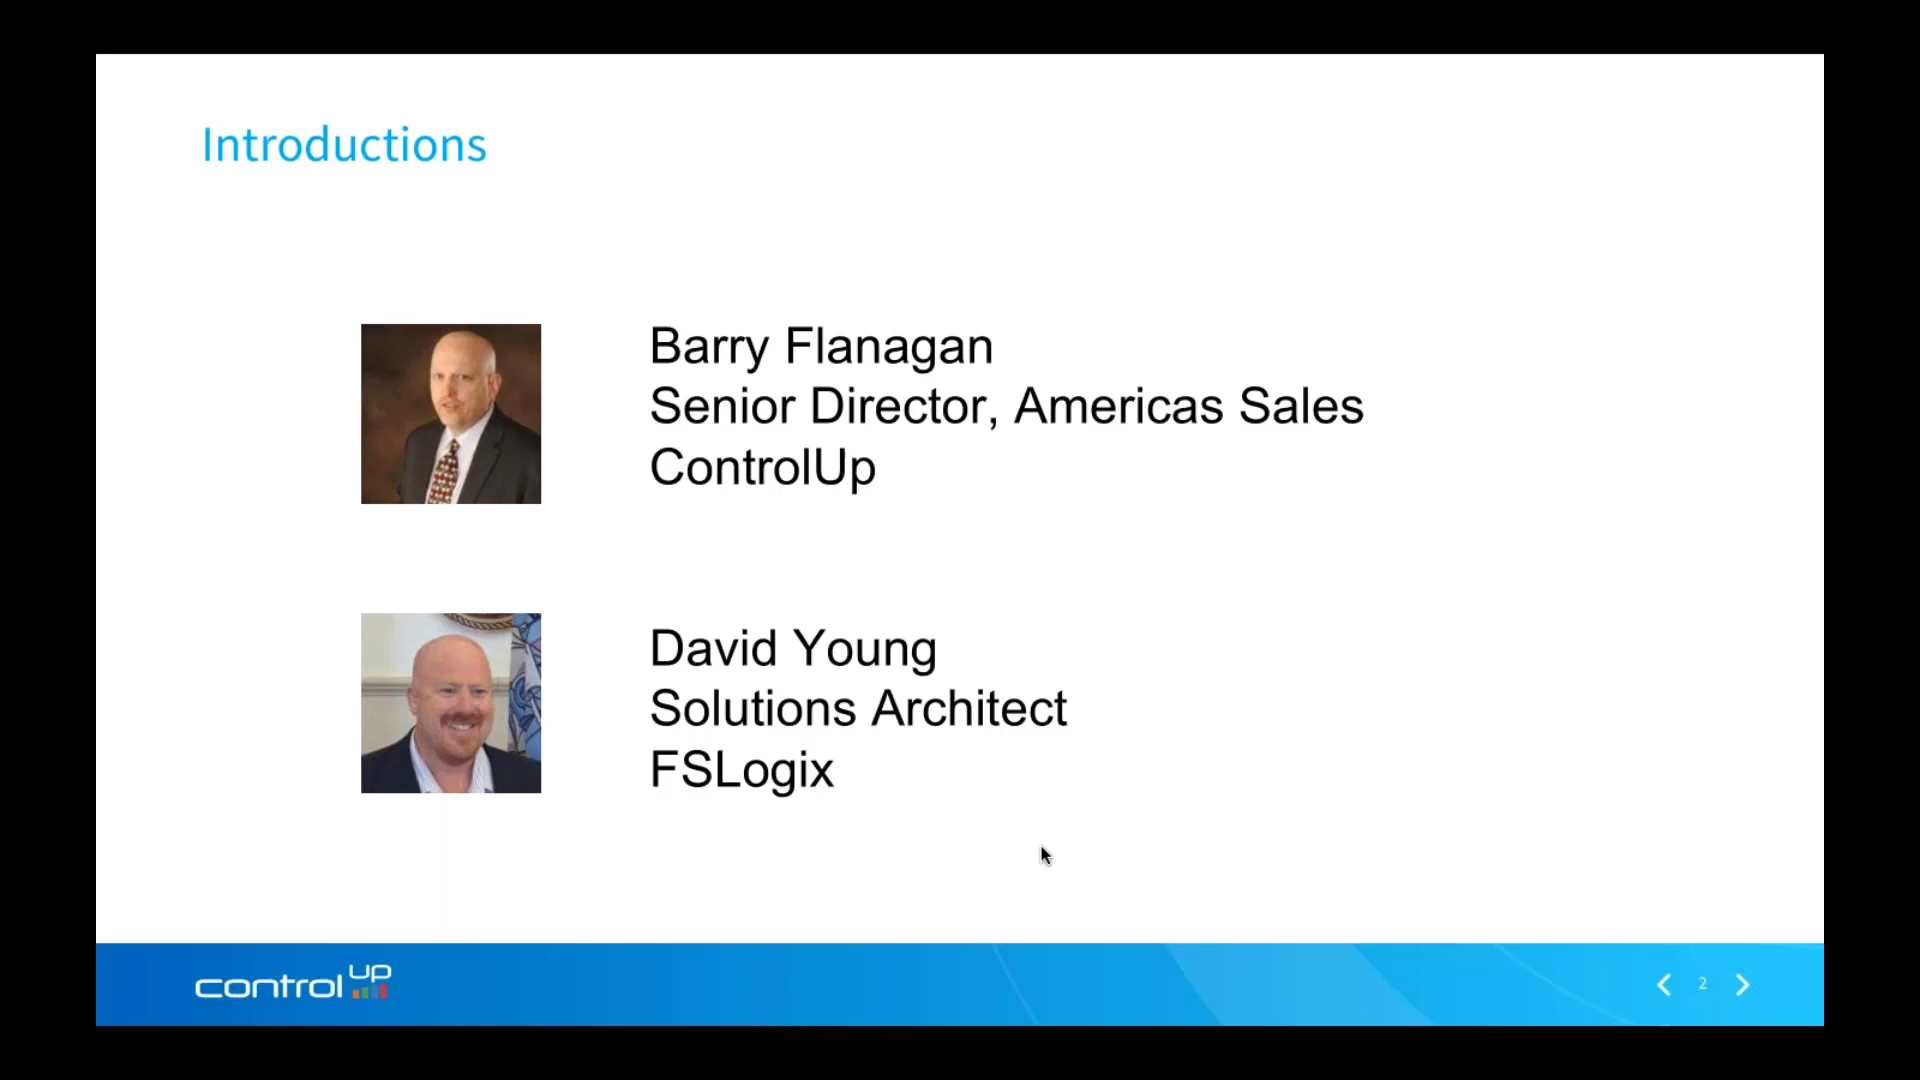 Introductions
Barry Flanagan
Senior Director, Americas Sales
ControlUp
David Young
Solutions Architect
FSLogix
control UP
2